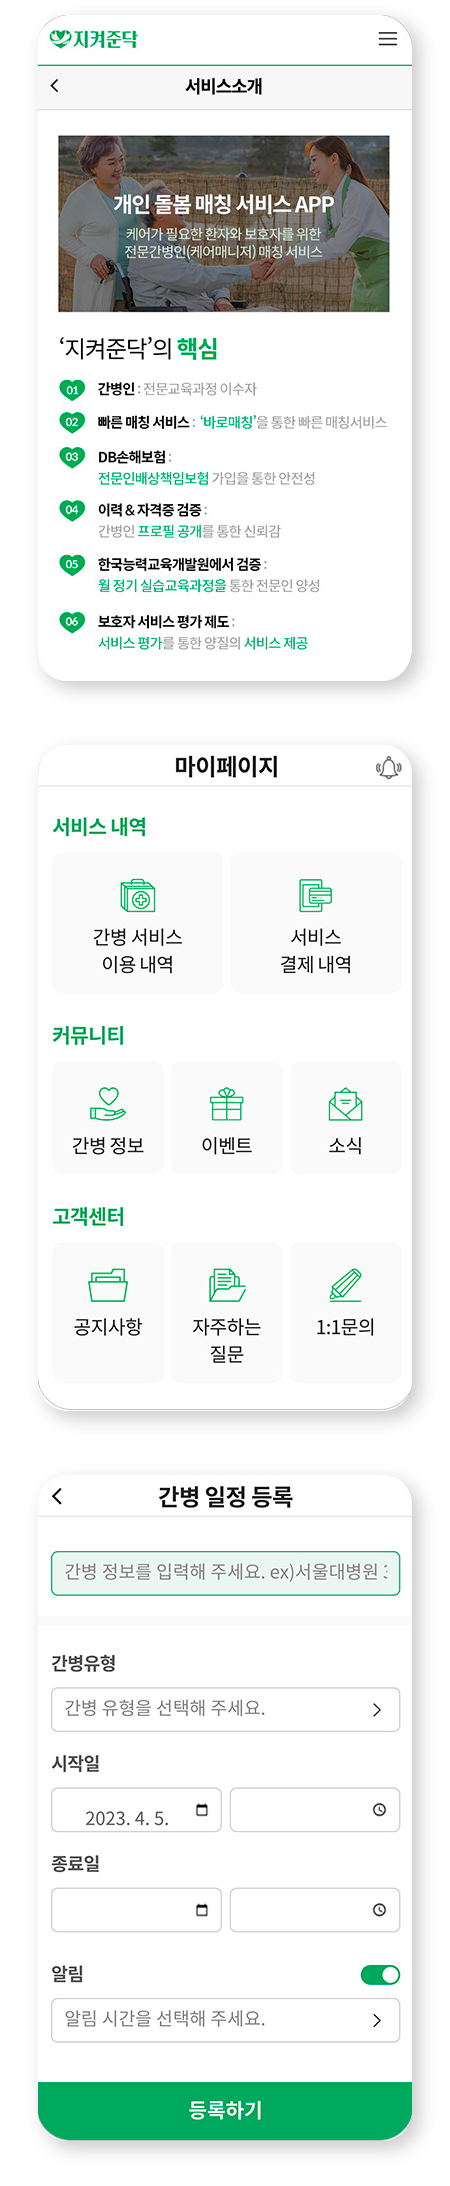 지켜준닥
서비스소개
개인 돌봄 매칭 서비스 APP
케어가 필요한 환자와 보호자를 위한
전문간병인(케어매니저) 매칭 서비스
‘지켜준닥’의 핵심
01 간병인 : 전문교육과정 이수자
02 빠른 매칭 서비스 : ‘바로매칭’을 통한 빠른 매칭서비스
03 DB손해보험 :
전문인배상책임보험 가입을 통한 안전성
04 이력 & 자격증 검증 :
간병인 프로필 공개를 통한 신뢰감
05 한국능력교육개발원에서 검증 :
월 정기 실습교육과정을 통한 전문인 양성
06 보호자 서비스 평가 제도 :
서비스 평가를 통한 양질의 서비스 제공
마이페이지
서비스 내역
간병 서비스
이용 내역
서비스
결제 내역
커뮤니티
간병 정보
이벤트
소식
고객센터
공지사항
자주하는
질문
1:1문의
간병 일정 등록
간병 정보를 입력해 주세요. ex)서울대병원
간병유형
간병 유형을 선택해 주세요.
시작일
2023. 4. 5.
종료일
알림
알림 시간을 선택해 주세요.
등록하기